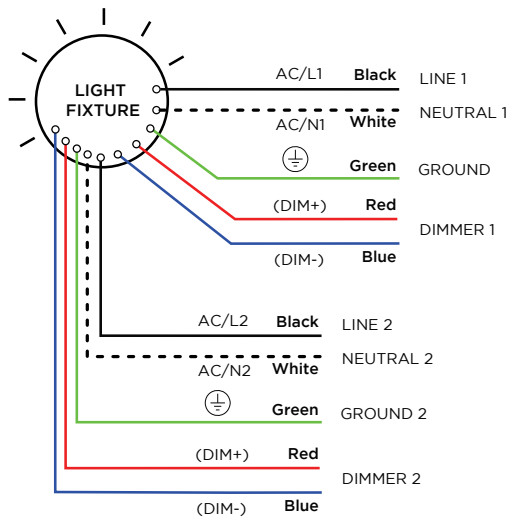 LIGHT
FIXTURE
AC/L1 Black LINE 1
AC/N1 White NEUTRAL 1
Green GROUND
(DIM+) Red
DIMMER 1
(DIM-) Blue
AC/L2 Black LINE 2
AC/N2 White NEUTRAL 2
Green GROUND 2
(DIM+) Red
DIMMER 2
(DIM-) Blue